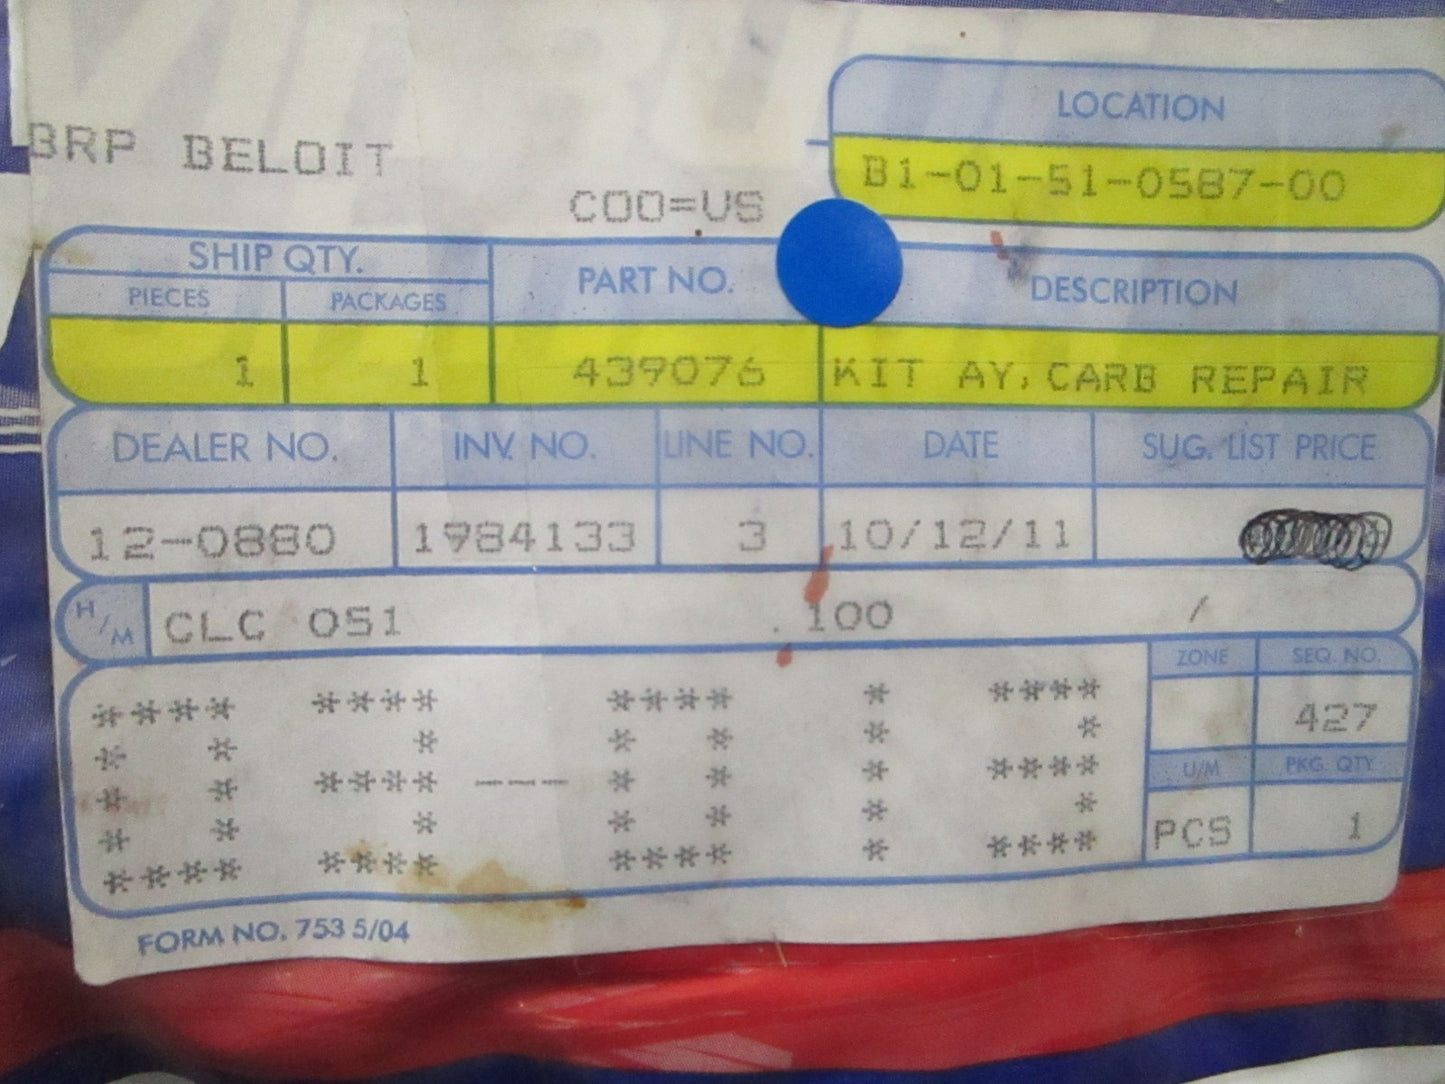 BRP BELOIT
LOCATION
B1-01-51-0587-00
COO=US
SHIP QTY. PART NO. DESCRIPTION
PIECES PACKAGES
1 1 439076 KIT AY, CARB REPAIR
DEALER NO. INV. NO. LINE NO. DATE SUG. LIST PRICE
12-0880 1984133 3 10/12/11
H/M CLC 051 .100 /
ZONE SEQ. NO.
427
U/M PKG. QTY
PCS 1
**** **** **** * ****
* * * * * * *
* * **** --- * * * ****
* * * * * * *
**** **** **** * ****
FORM NO. 753 5/04